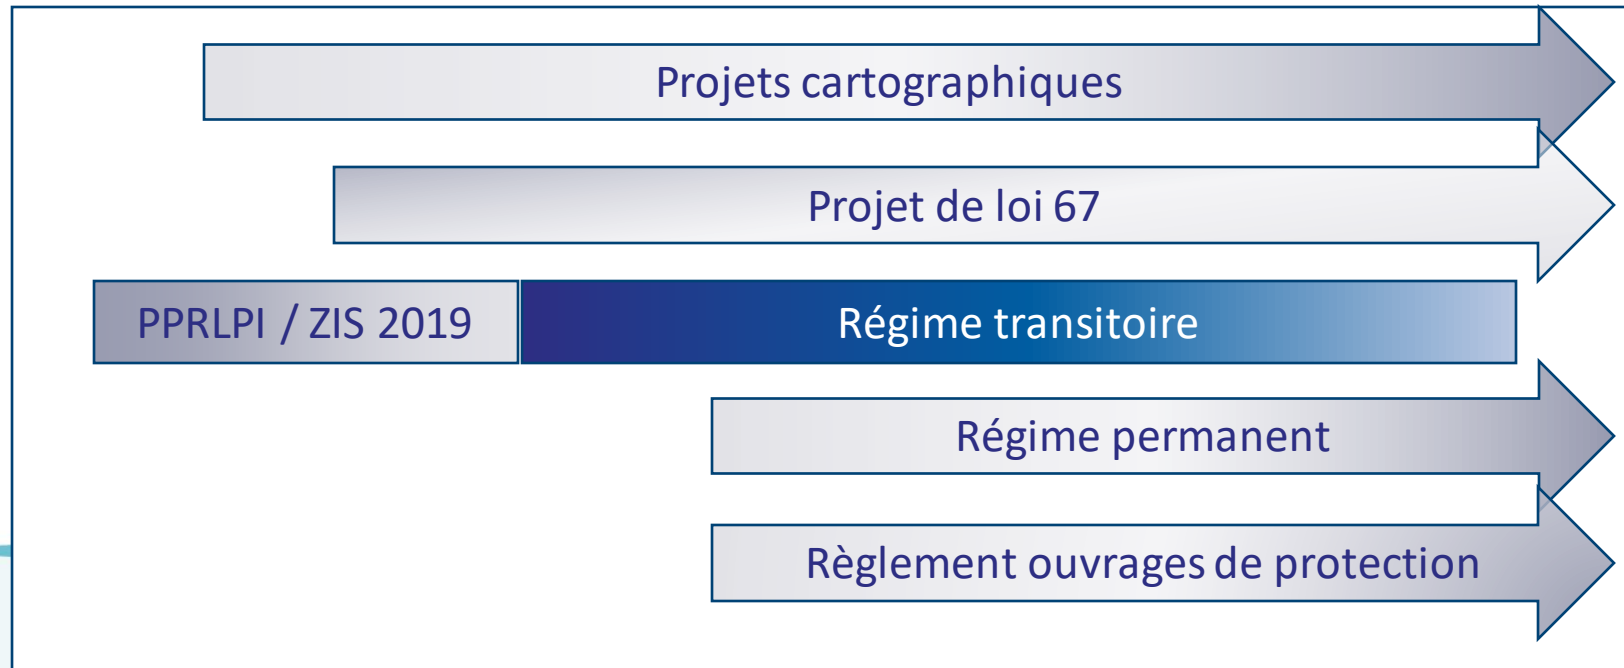 Projets cartographiques
Projet de loi 67
PPRLPI / ZIS 2019
Régime transitoire
Régime permanent
Règlement ouvrages de protection